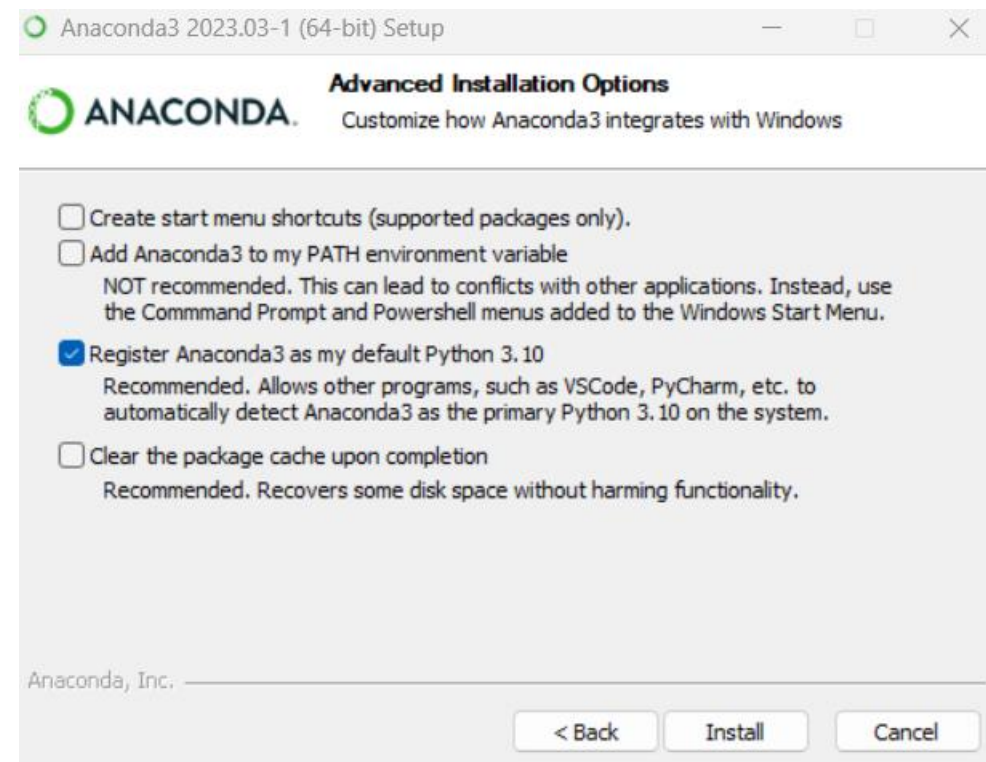 Anaconda3 2023.03-1 (64-bit) Setup
ANACONDA.
Advanced Installation Options
Customize how Anaconda3 integrates with Windows
Create start menu shortcuts (supported packages only).
Add Anaconda3 to my PATH environment variable
NOT recommended. This can lead to conflicts with other applications. Instead, use
the Commmand Prompt and Powershell menus added to the Windows Start Menu.
Register Anaconda3 as my default Python 3.10
Recommended. Allows other programs, such as VSCode, PyCharm, etc. to
automatically detect Anaconda3 as the primary Python 3.10 on the system.
Clear the package cache upon completion
Recommended. Recovers some disk space without harming functionality.
Anaconda, Inc.
< Back
Install
Cancel